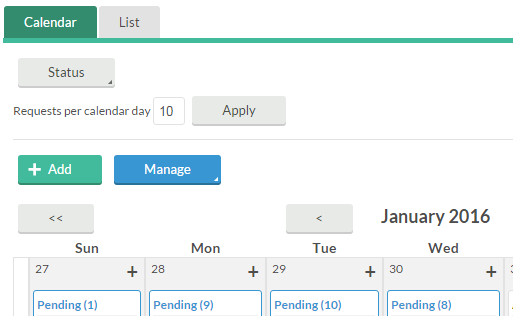 Calendar List
Status
Requests per calendar day 10 Apply
+ Add Manage
<< < January 2016
Sun Mon Tue Wed
27 + 28 + 29 + 30 +
Pending (1) Pending (9) Pending (10) Pending (8)